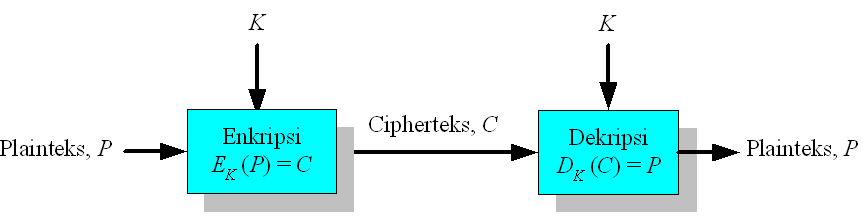 K
K
Plainteks, P
Enkripsi
E_K (P) = C
Cipherteks, C
Dekripsi
D_K (C) = P
Plainteks, P